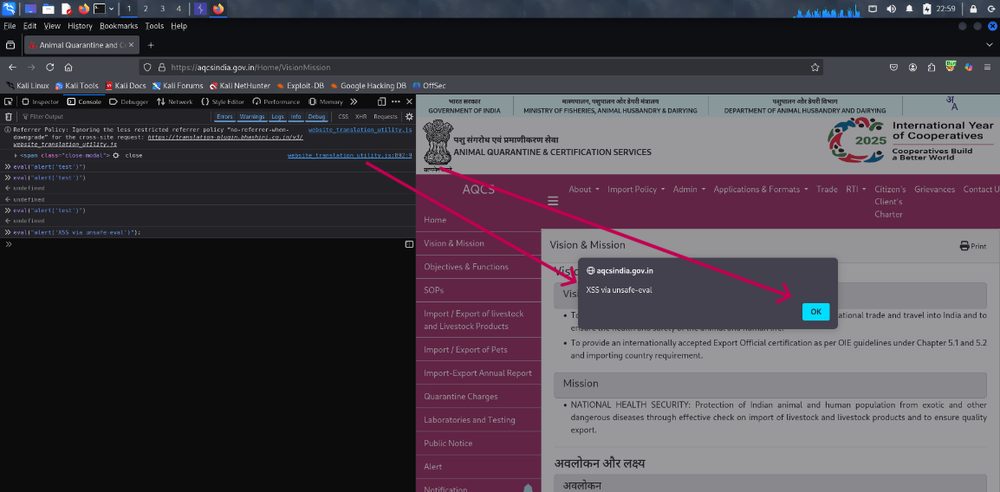 1 2 3 4
22:59
File Edit View History Bookmarks Tools Help
Animal Quarantine and C
https://aqcsindia.gov.in/Home/VisionMission
Kali Linux Kali Tools Kali Docs Kali Forums Kali NetHunter Exploit-DB Google Hacking DB OffSec
Inspector Console Debugger Network Style Editor Performance Memory
Filter Output Errors Warnings Logs Info Debug CSS XHR Requests
Referrer Policy: Ignoring the less restricted referrer policy “no-referrer-when- website_translation_utility.js
downgrade” for the cross-site request: https://translation-plugin.bhashini.co.in/v3/
website_translation_utility.js
<span class="close-modal"> close website_translation_utility.js:892:9
eval("alert('test')")
eval("alert('test')")
undefined
undefined
eval("alert('test')")
undefined
eval("alert('XSS via unsafe-eval')");
भारत सरकार
GOVERNMENT OF INDIA
मत्स्यपालन, पशुपालन और डेयरी मंत्रालय
MINISTRY OF FISHERIES, ANIMAL HUSBANDRY & DAIRYING
पशुपालन और डेयरी विभाग
DEPARTMENT OF ANIMAL HUSBANDRY AND DAIRYING
अ
A
पशु संगरोध एवं प्रमाणीकरण सेवा
ANIMAL QUARANTINE & CERTIFICATION SERVICES
सत्यमेव जयते
2025
International Year
of Cooperatives
Cooperatives Build
a Better World
AQCS
About Import Policy Admin Applications & Formats Trade RTI Citizen's Grievances Contact U
Client's
Charter
Home
Vision & Mission
Objectives & Functions
SOPs
Import / Export of livestock
and Livestock Products
Import / Export of Pets
Import-Export Annual Report
Quarantine Charges
Laboratories and Testing
Public Notice
Alert
Notification
Vision & Mission
Print
aqcsindia.gov.in
XSS via unsafe-eval
OK
Visi
Visi
To
ational trade and travel into India and to
ensure the health and safety of the animal and human life.
To provide an internationally accepted Export Official certification as per OIE guidelines under Chapter 5.1 and 5.2
and importing country requirement.
Mission
NATIONAL HEALTH SECURITY: Protection of Indian animal and human population from exotic and other
dangerous diseases through effective check on import of livestock and livestock products and to ensure quality
export.
अवलोकन और लक्ष्य
अवलोकन